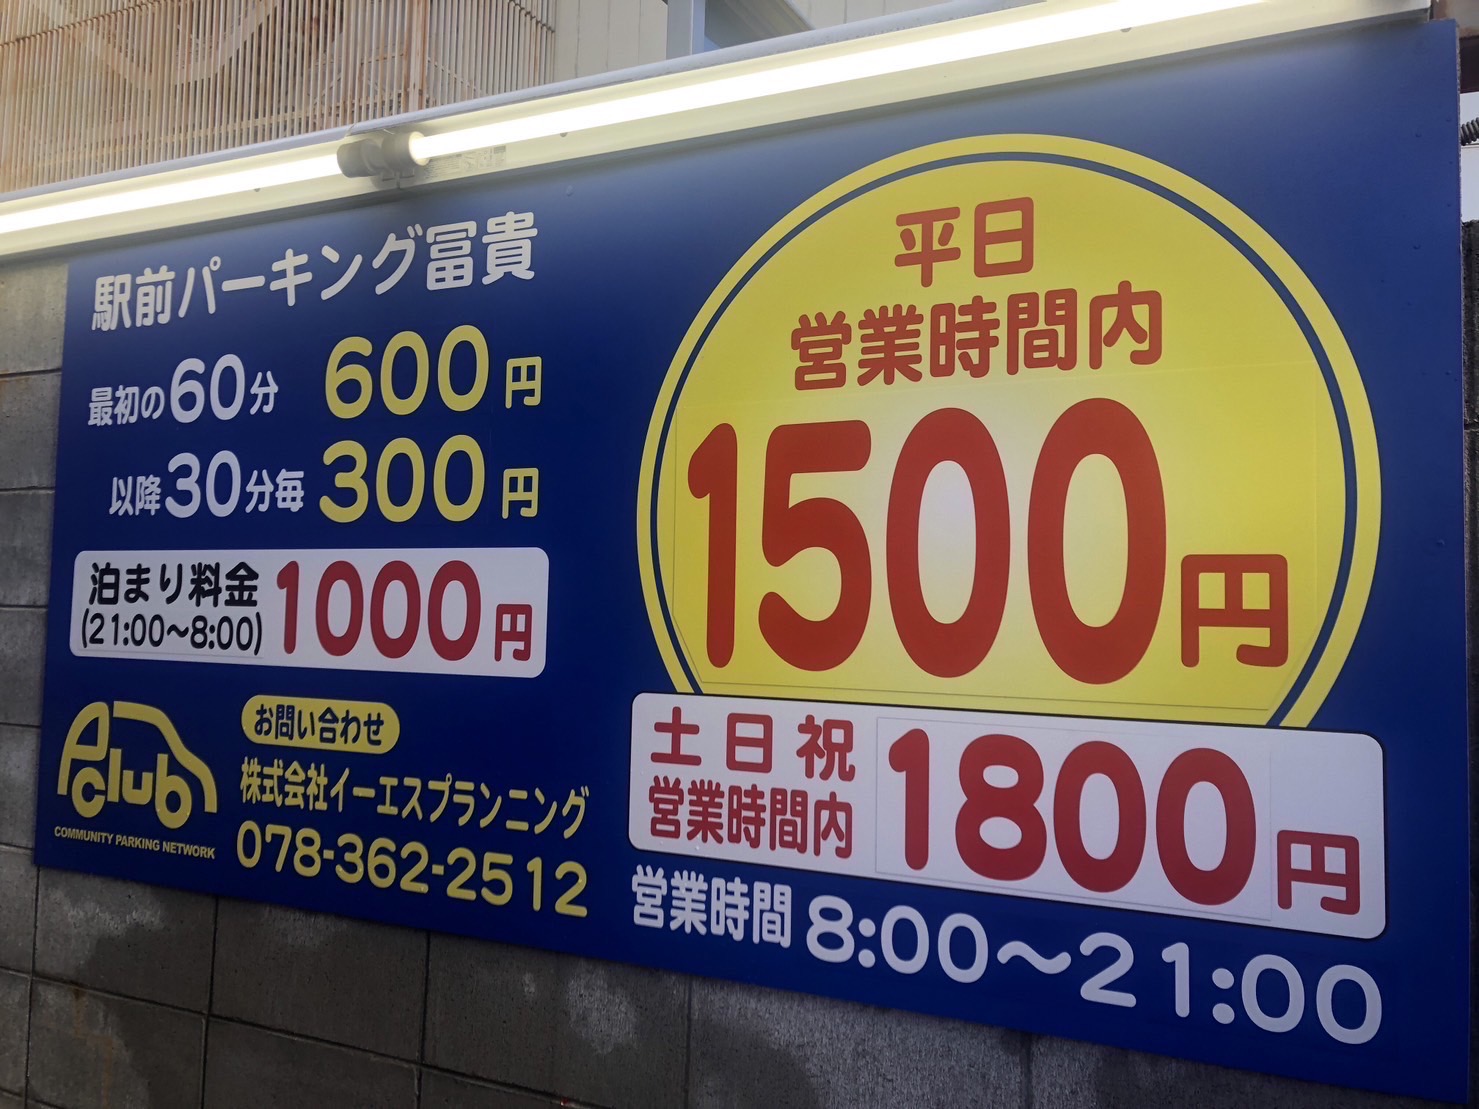 駅前パーキング冨貴
最初の60分 600円
以降30分毎 300円
泊まり料金
(21:00～8:00)
1000円
Pclub
COMMUNITY PARKING NETWORK
お問い合わせ
株式会社イーエスプランニング
078-362-2512
平日
営業時間内
1500円
土日祝
営業時間内
1800円
営業時間 8:00～21:00